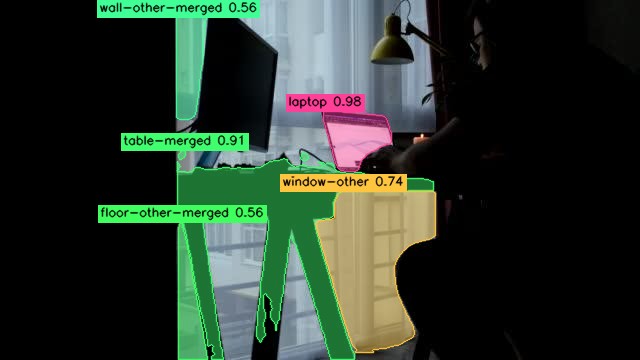 wall-other-merged 0.56
laptop 0.98
table-merged 0.91
window-other 0.74
floor-other-merged 0.56